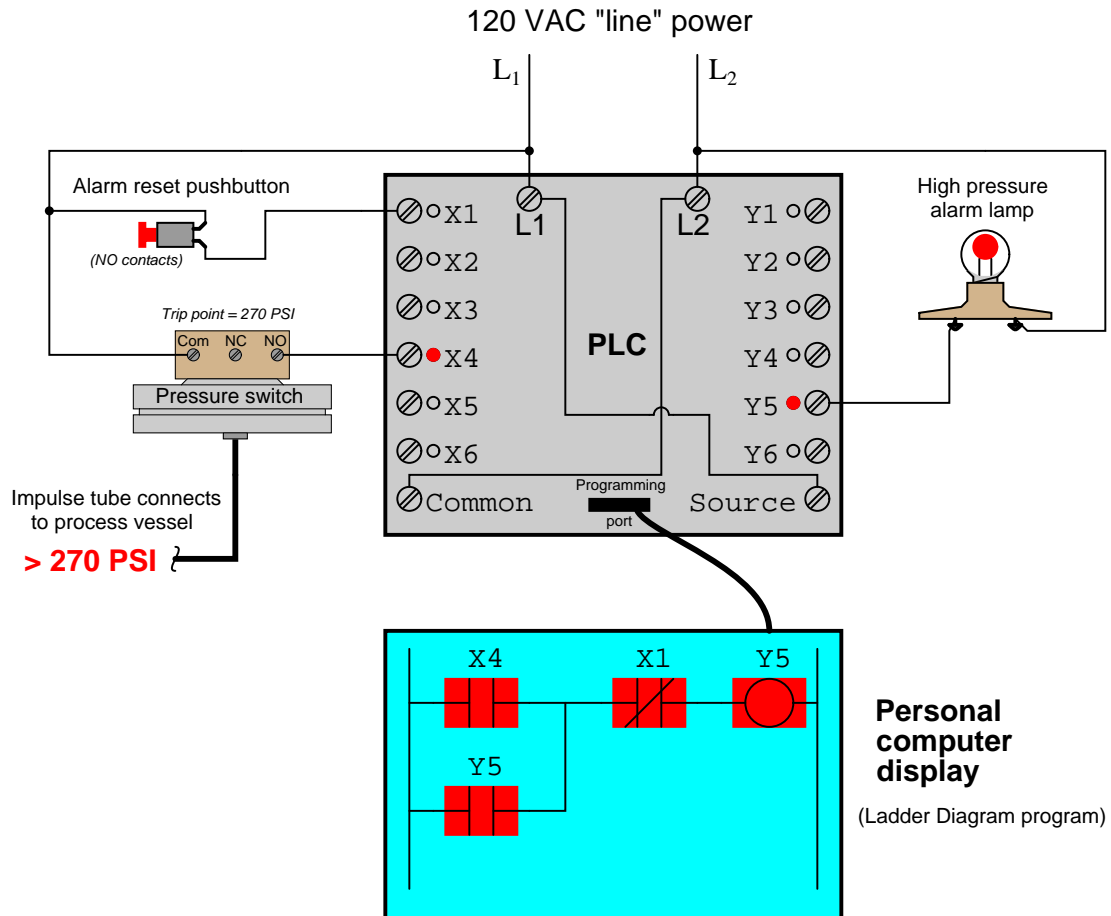 120 VAC "line" power
L1
L2
Alarm reset pushbutton
(NO contacts)
High pressure
alarm lamp
L1
L2
X1
X2
X3
X4
X5
X6
Common
PLC
Y1
Y2
Y3
Y4
Y5
Y6
Source
Trip point = 270 PSI
Com
NC
NO
Pressure switch
Programming
port
Impulse tube connects
to process vessel
> 270 PSI
X4
X1
Y5
Y5
Personal
computer
display
(Ladder Diagram program)